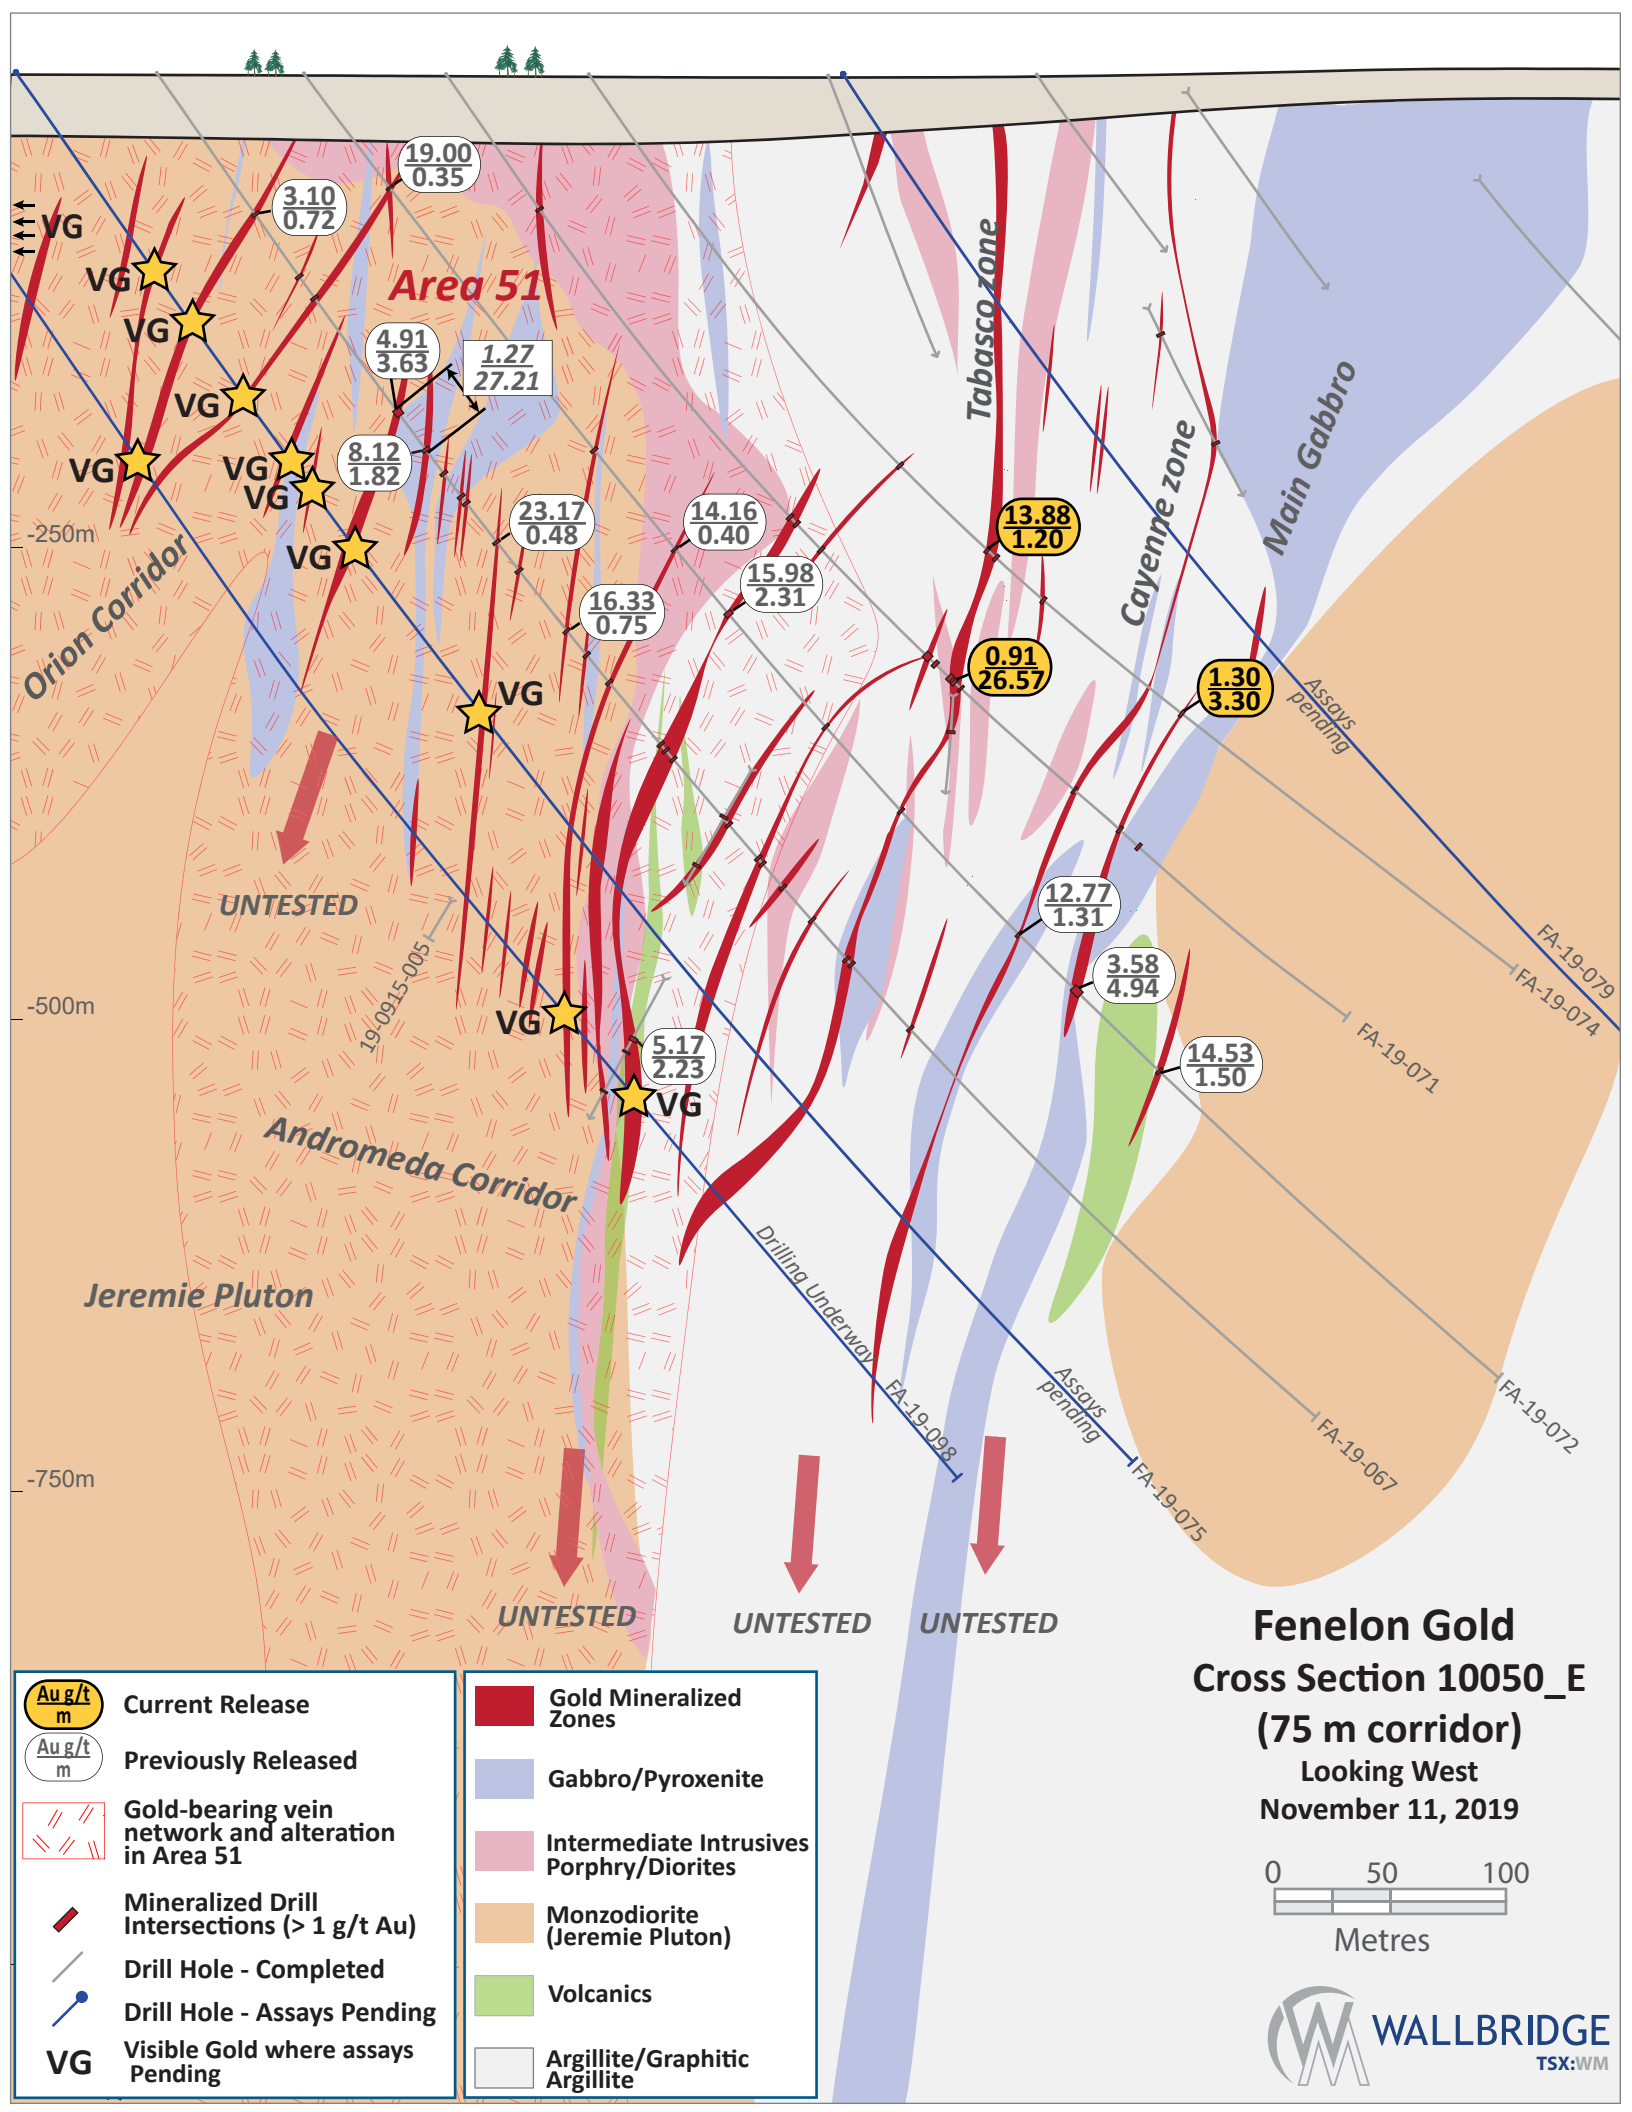 19.00
0.35
3.10
0.72
VG
VG
Area 51
VG
4.91
3.63
1.27
27.21
VG
VG
8.12
1.82
VG
VG
Tabasco zone
Cayenne zone
Main Gabbro
-250m
VG
23.17
0.48
14.16
0.40
13.88
1.20
15.98
2.31
16.33
0.75
Orion Corridor
0.91
26.57
1.30
3.30
VG
Assays
pending
UNTESTED
19-0915-005
12.77
1.31
3.58
4.94
FA-19-079
FA-19-074
FA-19-071
-500m
VG
5.17
2.23
14.53
1.50
VG
Andromeda Corridor
Jeremie Pluton
Drilling Underway
FA-19-098
Assays
pending
FA-19-075
FA-19-067
FA-19-072
-750m
UNTESTED
UNTESTED
UNTESTED
Fenelon Gold
Cross Section 10050_E
(75 m corridor)
Looking West
November 11, 2019
0 50 100
Metres
WALLBRIDGE
TSX:WM
Au g/t
m
Current Release
Au g/t
m
Previously Released
Gold-bearing vein
network and alteration
in Area 51
Mineralized Drill
Intersections (> 1 g/t Au)
Drill Hole - Completed
Drill Hole - Assays Pending
VG
Visible Gold where assays
Pending
Gold Mineralized
Zones
Gabbro/Pyroxenite
Intermediate Intrusives
Porphry/Diorites
Monzodiorite
(Jeremie Pluton)
Volcanics
Argillite/Graphitic
Argillite